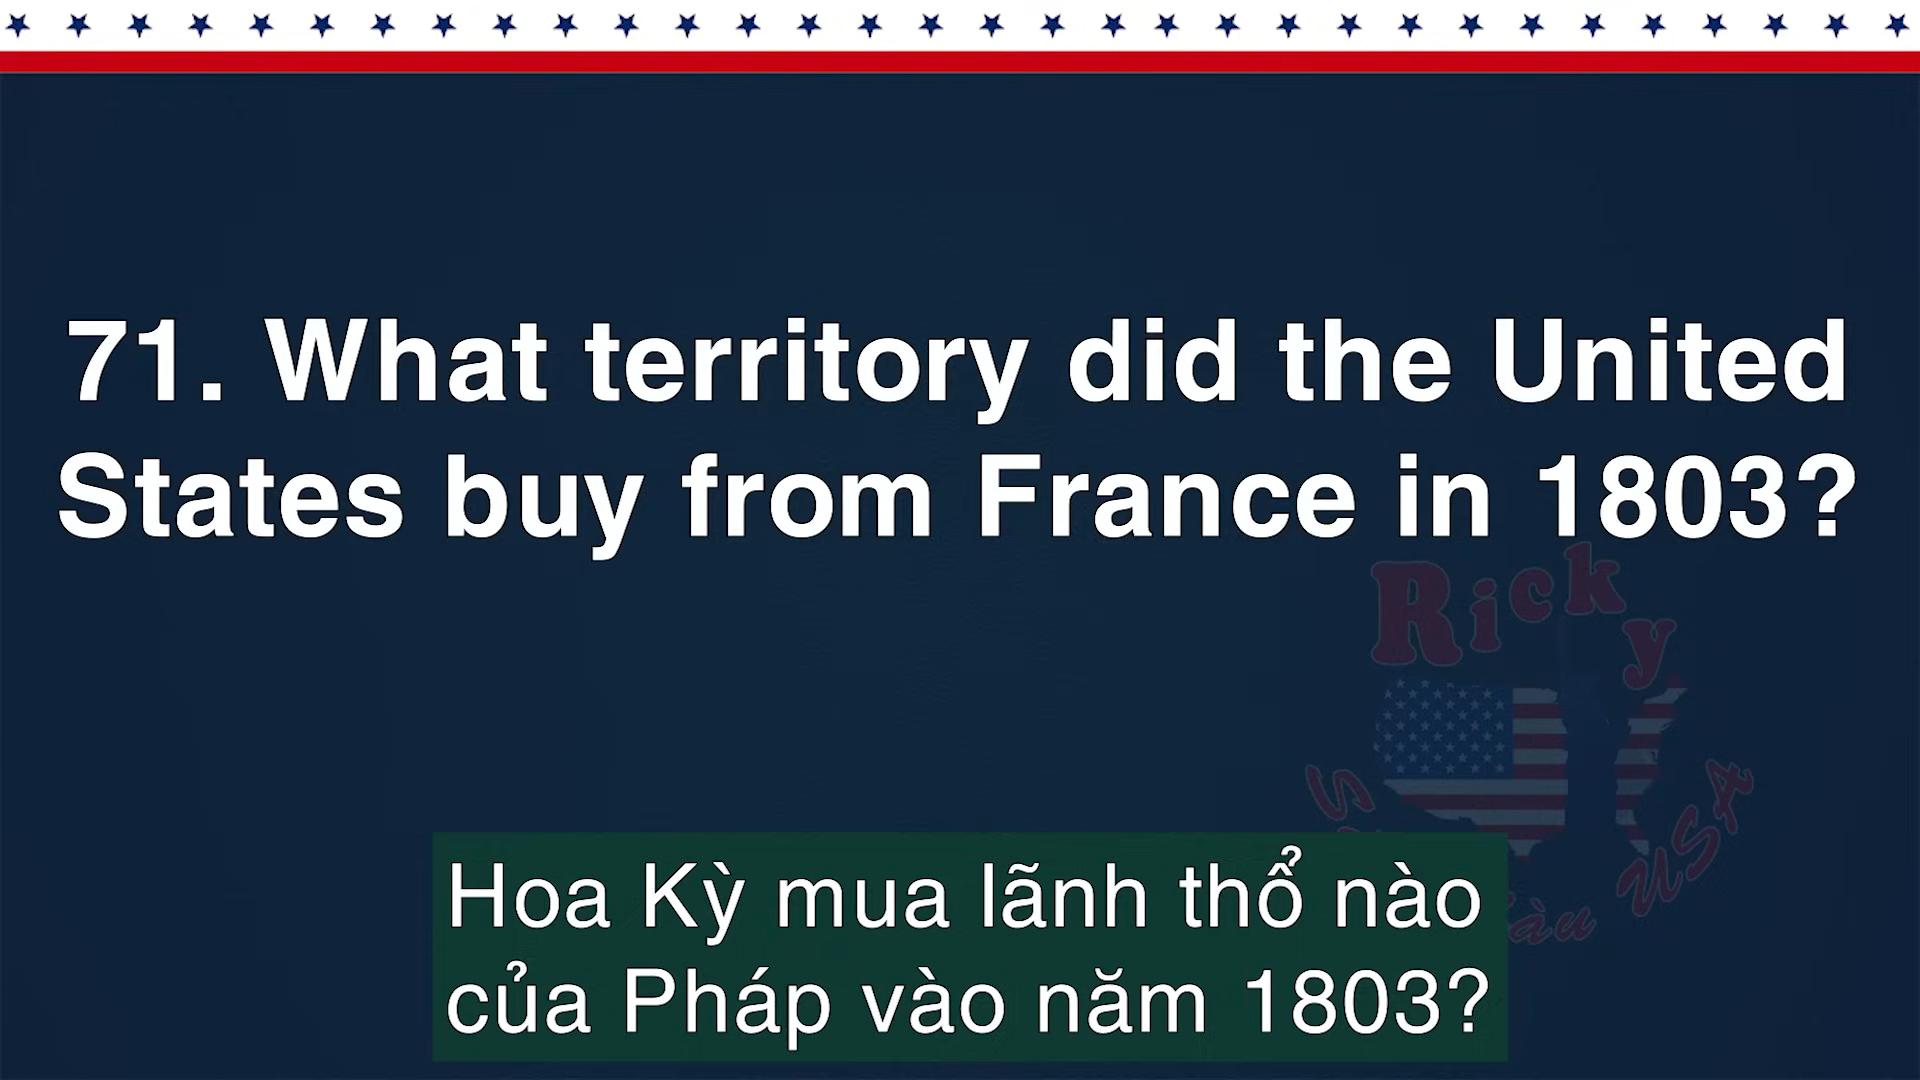 71. What territory did the United
States buy from France in 1803?
Ricky
USA
Hoa Kỳ mua lãnh thổ nào
của Pháp vào năm 1803?